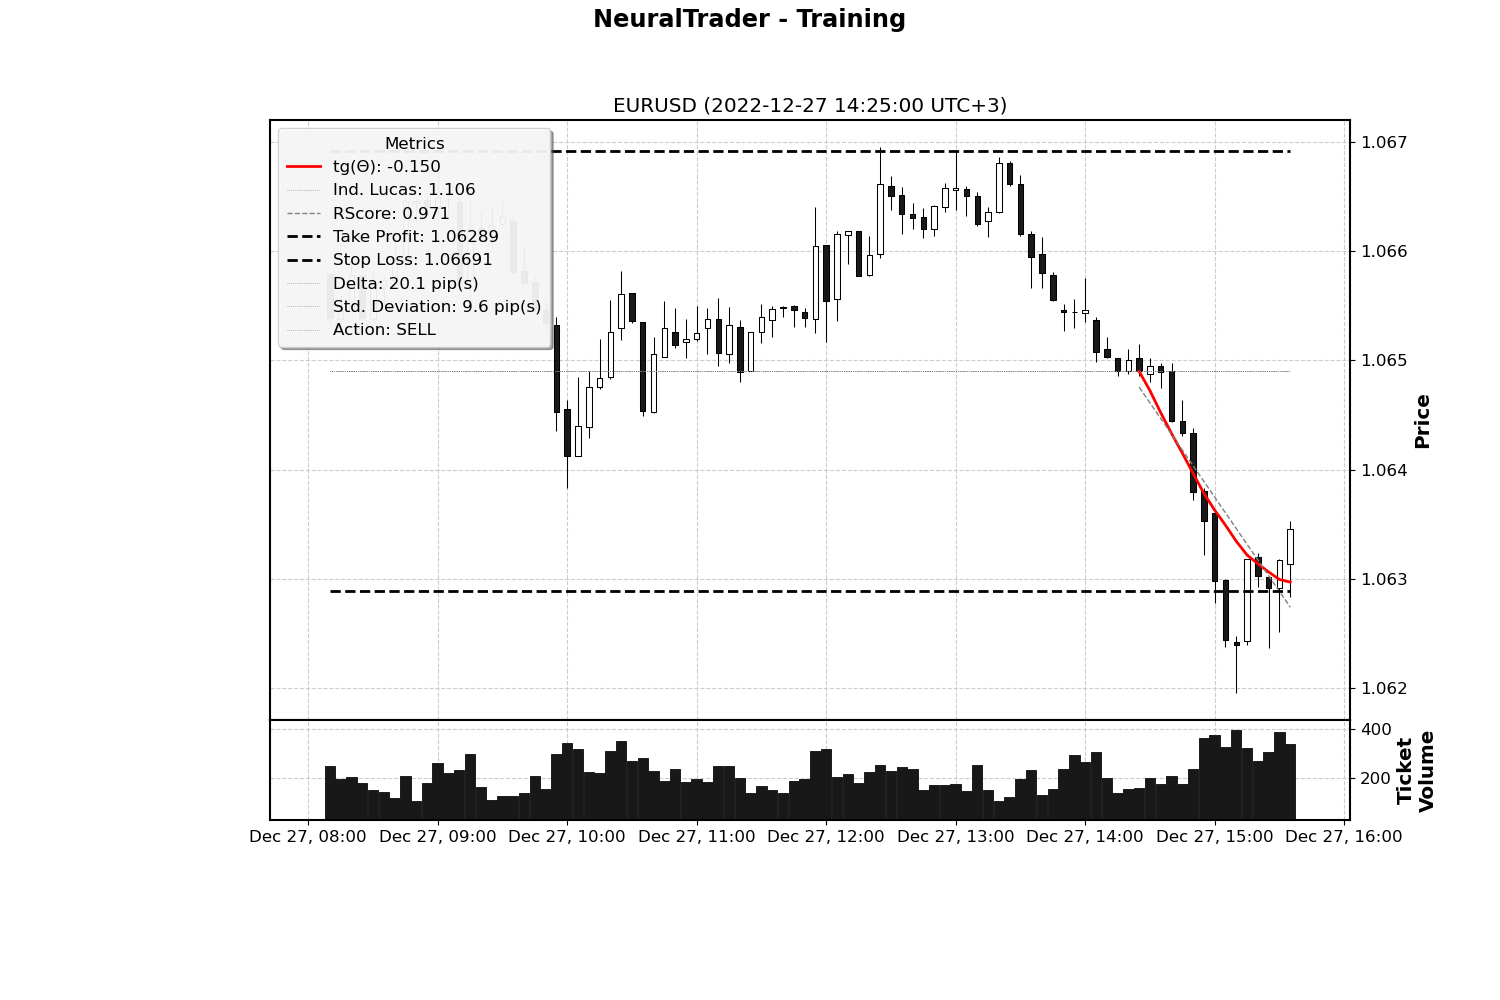 NeuralTrader - Training
EURUSD (2022-12-27 14:25:00 UTC+3)
Metrics
tg(Θ): -0.150
Ind. Lucas: 1.106
RScore: 0.971
Take Profit: 1.06289
Stop Loss: 1.06691
Delta: 20.1 pip(s)
Std. Deviation: 9.6 pip(s)
Action: SELL
1.067
1.066
1.065
1.064
1.063
1.062
Price
400
200
Ticket
Volume
Dec 27, 08:00
Dec 27, 09:00
Dec 27, 10:00
Dec 27, 11:00
Dec 27, 12:00
Dec 27, 13:00
Dec 27, 14:00
Dec 27, 15:00
Dec 27, 16:00